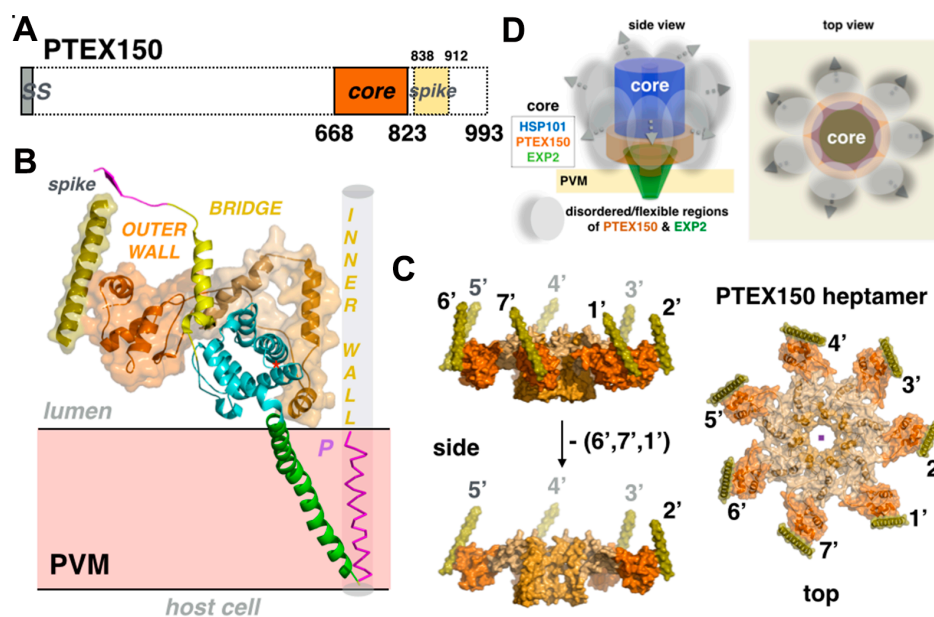 A
PTEX150
838 912
SS
core
spike
668 823 993
B
spike
BRIDGE
OUTER
WALL
INNER WALL
lumen
P
PVM
host cell
D
side view
top view
core
core
HSP101
PTEX150
EXP2
core
PVM
disordered/flexible regions
of PTEX150 & EXP2
C
4'
5' 3'
6' 7' 1' 2'
side
- (6',7',1')
4'
5' 3'
2'
PTEX150 heptamer
4'
3'
5'
2
6'
1'
7'
top